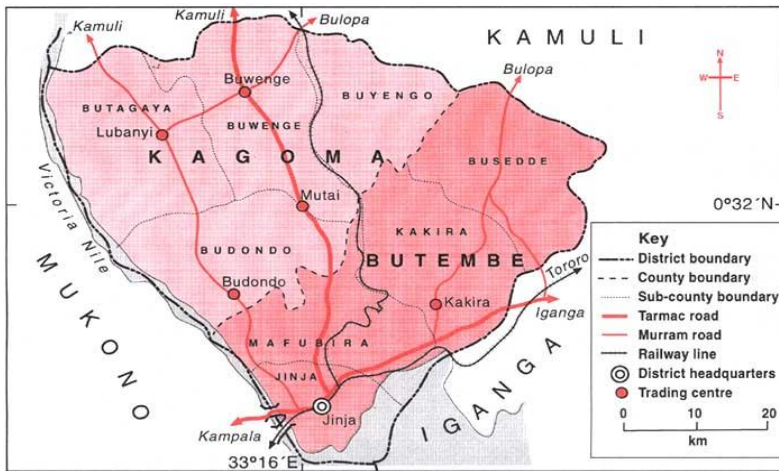 Kamuli
Kamuli
Bulopa
KAMULI
Bulopa
N
W E
S
Buwenge
BUTAGAYA
BUYENGO
Lubanyi
BUWENGE
KAGOMA
BUSEDDE
Victoria Nile
Mutai
0°32´N
KAKIRA
BUDONDO
BUTEMBE
MUKONO
Tororo
Budondo
Kakira
Iganga
MAFUBIRA
JINJA
IGANGA
Jinja
Kampala
33°16´E
Key
District boundary
County boundary
Sub-county boundary
Tarmac road
Murram road
Railway line
District headquarters
Trading centre
0 10 20
km